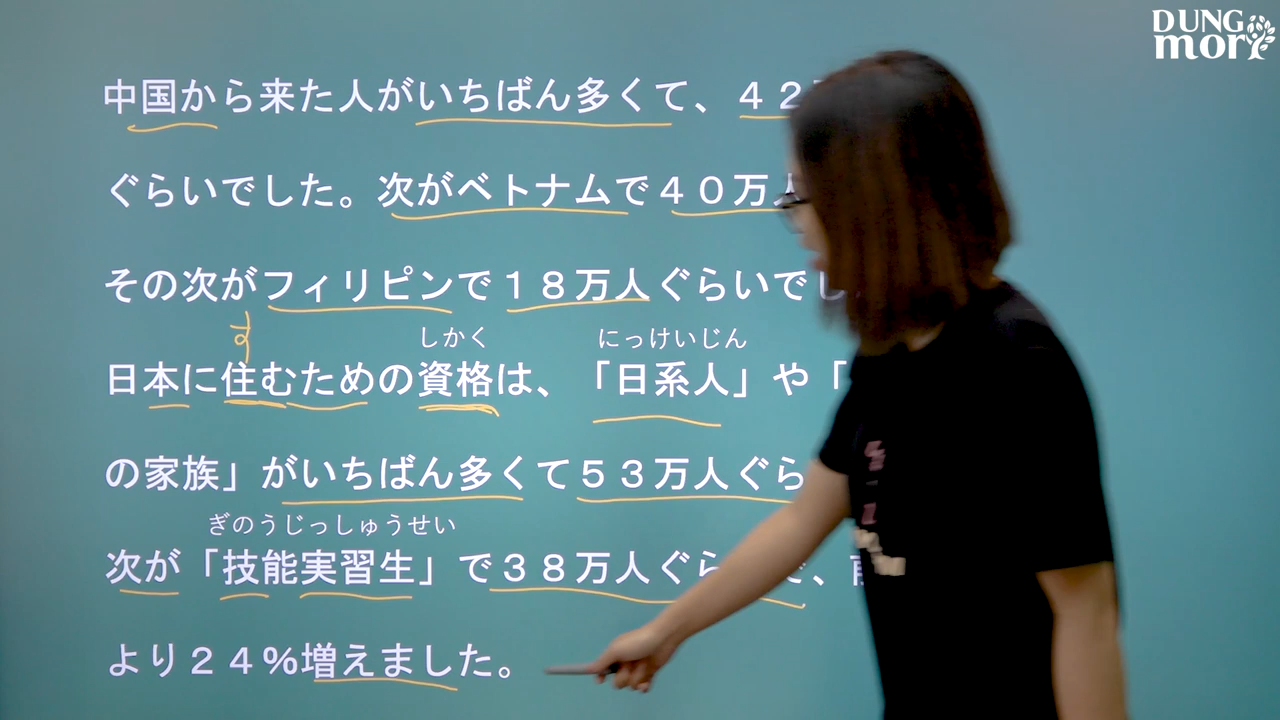 DUNG
mori
中国から来た人がいちばん多くて、４２
ぐらいでした。次がベトナムで４０万人
その次がフィリピンで１８万人ぐらいでし
す
しかく にっけいじん
日本に住むための資格は、「日系人」や「
の家族」がいちばん多くて５３万人ぐら
ぎのうじっしゅうせい
次が「技能実習生」で３８万人ぐらいで、前
より２４％増えました。